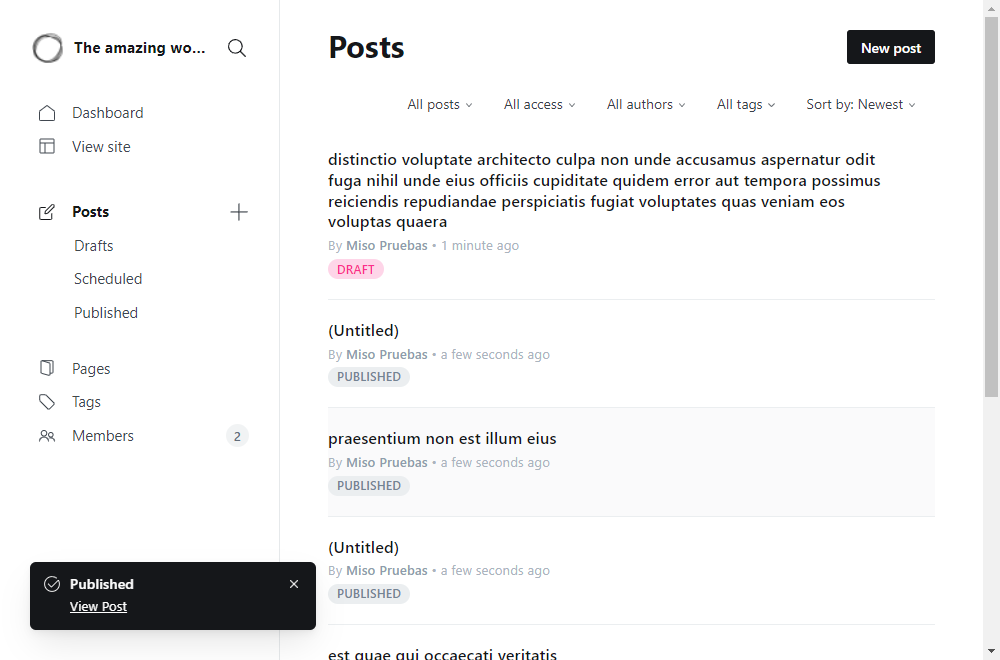 The amazing wo...
Dashboard
View site
Posts
Drafts
Scheduled
Published
Pages
Tags
Members 2
Published
View Post
Posts
New post
All posts All access All authors All tags Sort by: Newest
distinctio voluptate architecto culpa non unde accusamus aspernatur odit
fuga nihil unde eius officiis cupiditate quidem error aut tempora possimus
reiciendis repudiandae perspiciatis fugiat voluptates quas veniam eos
voluptas quaera
By Miso Pruebas • 1 minute ago
DRAFT
(Untitled)
By Miso Pruebas • a few seconds ago
PUBLISHED
praesentium non est illum eius
By Miso Pruebas • a few seconds ago
PUBLISHED
(Untitled)
By Miso Pruebas • a few seconds ago
PUBLISHED
est quae qui occaecati veritatis